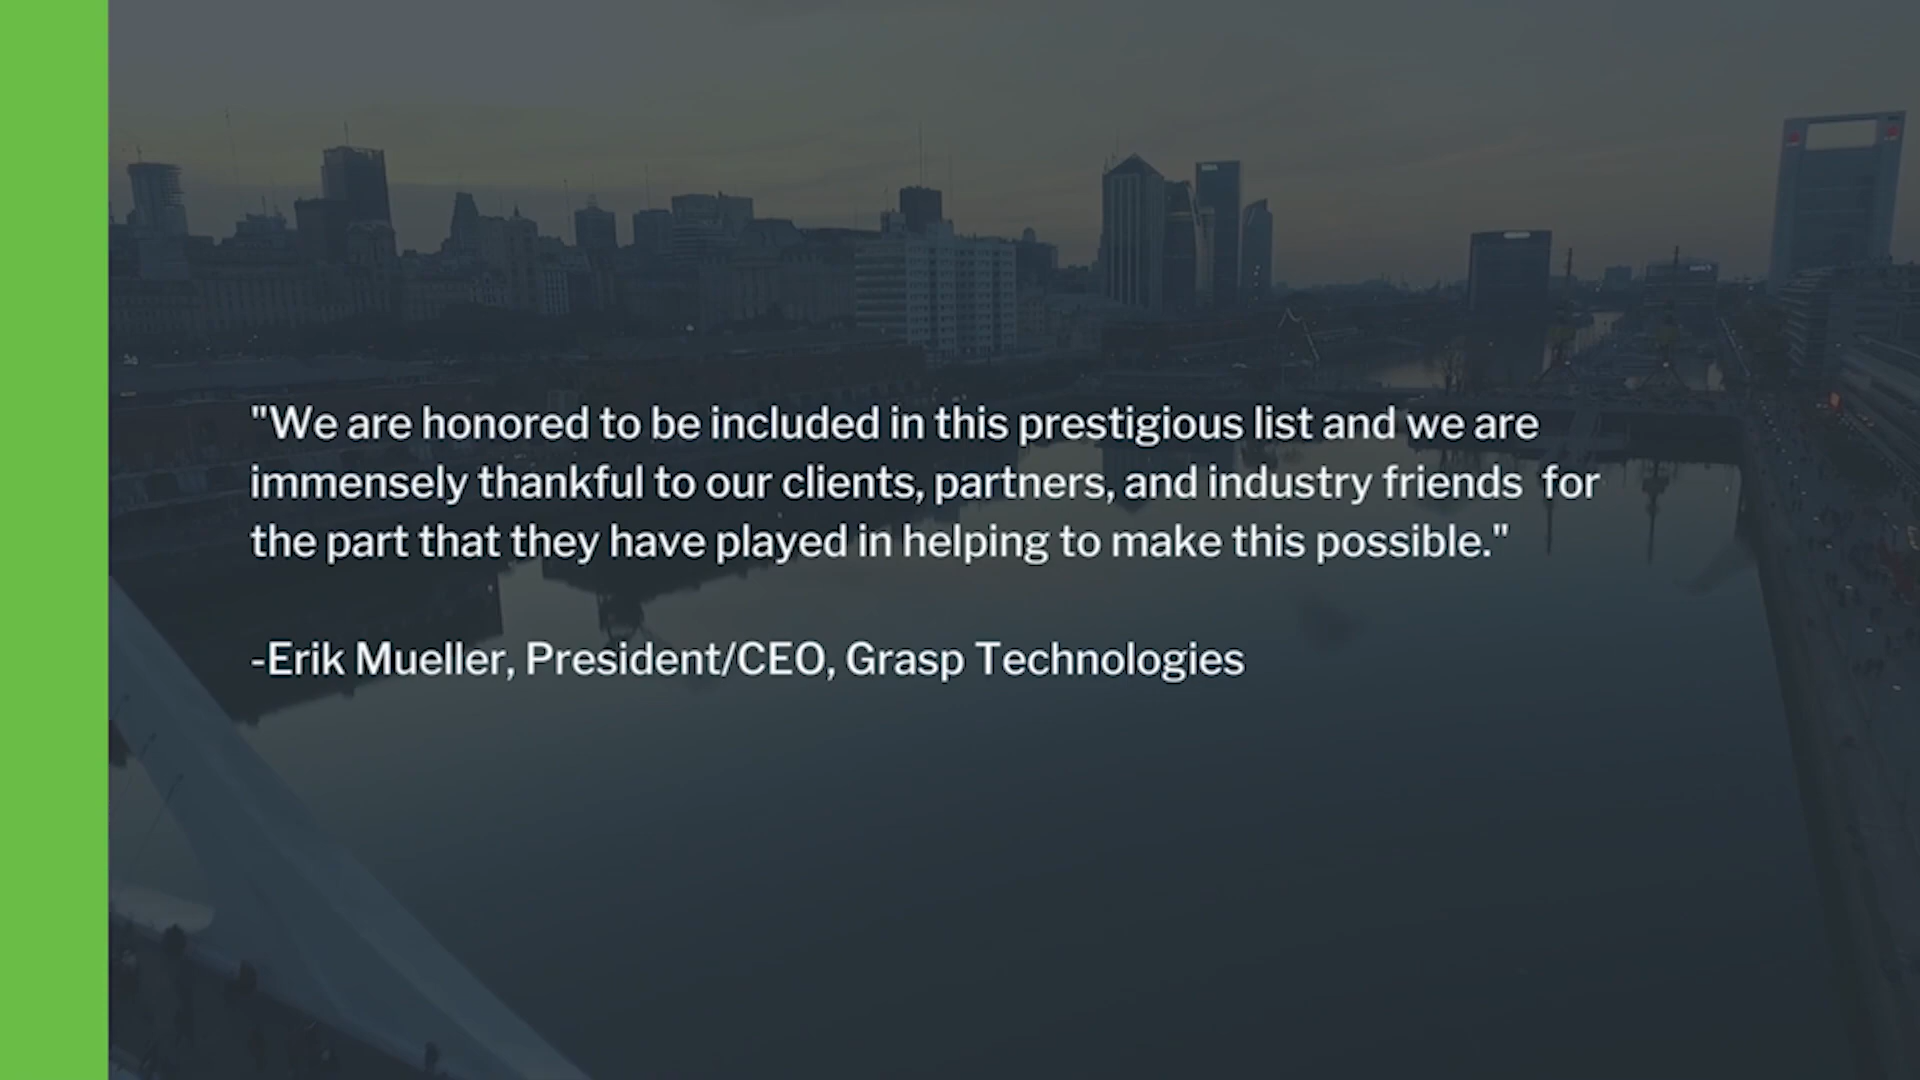 "We are honored to be included in this prestigious list and we are
immensely thankful to our clients, partners, and industry friends  for
the part that they have played in helping to make this possible."
-Erik Mueller, President/CEO, Grasp Technologies